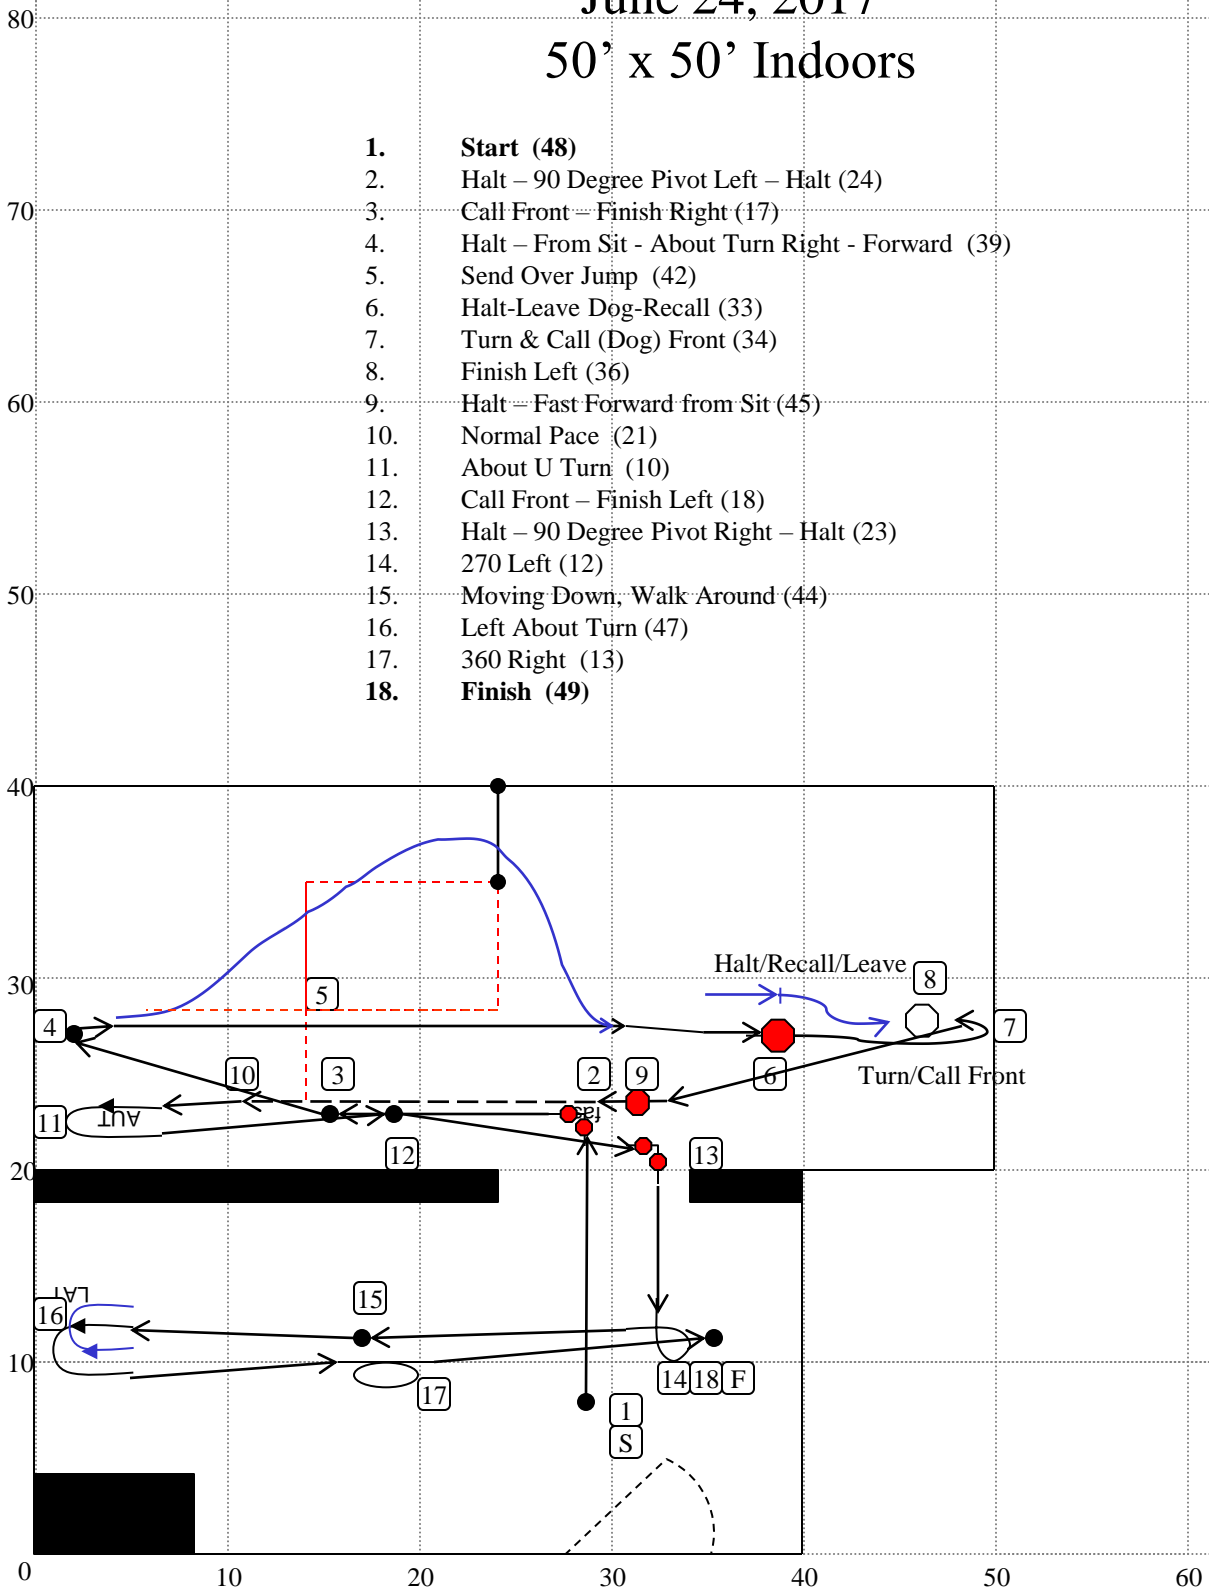 June 24, 2017
50’ x 50’ Indoors
1. Start (48)
2. Halt – 90 Degree Pivot Left – Halt (24)
3. Call Front – Finish Right (17)
4. Halt – From Sit - About Turn Right - Forward (39)
5. Send Over Jump (42)
6. Halt-Leave Dog-Recall (33)
7. Turn & Call (Dog) Front (34)
8. Finish Left (36)
9. Halt – Fast Forward from Sit (45)
10. Normal Pace (21)
11. About U Turn (10)
12. Call Front – Finish Left (18)
13. Halt – 90 Degree Pivot Right – Halt (23)
14. 270 Left (12)
15. Moving Down, Walk Around (44)
16. Left About Turn (47)
17. 360 Right (13)
18. Finish (49)
80
70
60
50
40
30
20
10
0
Halt/Recall/Leave
8
5
4
7
10
3
2
9
6
Turn/Call Front
fast
11
AUT
12
13
LAT
16
15
14 18 F
17
1
S
10 20 30 40 50 60